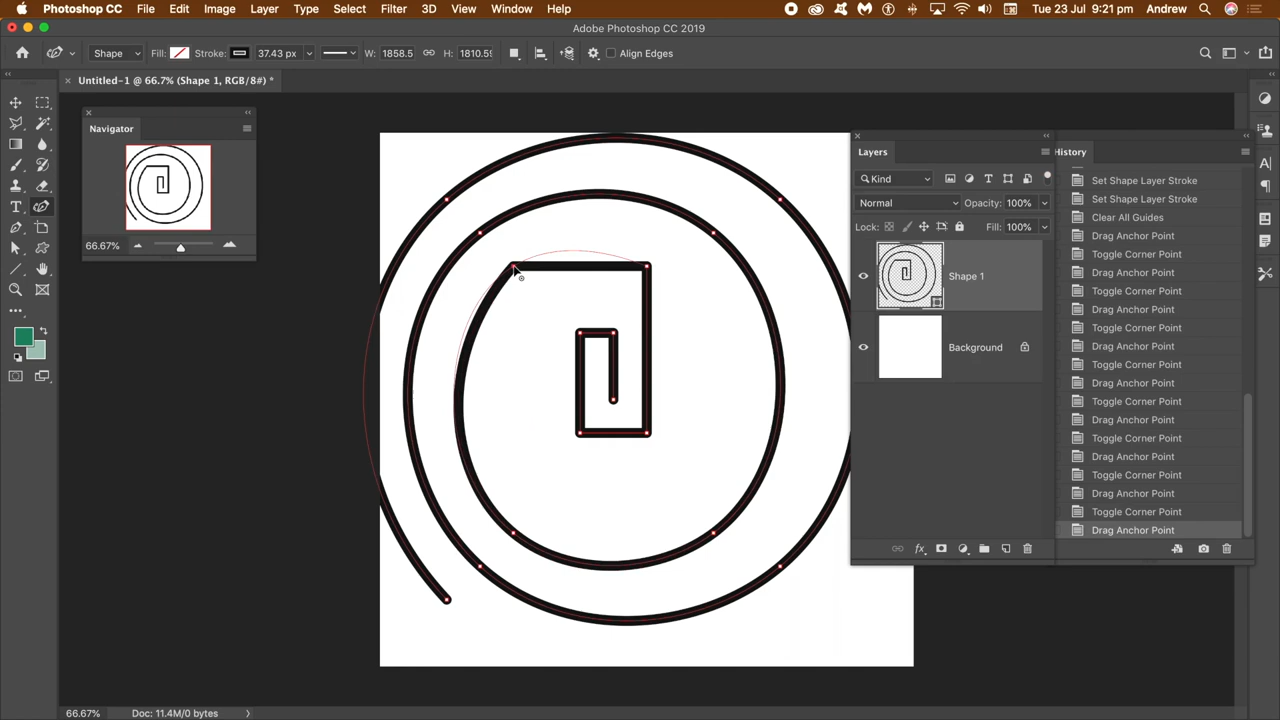 Photoshop CC File Edit Image Layer Type Select Filter 3D View Window Help Tue 23 Jul 9:21 pm Andrew
Adobe Photoshop CC 2019
Shape Fill: Stroke: 37.43 px W: 1858.5 H: 1810.5 Align Edges
Untitled-1 @ 66.7% (Shape 1, RGB/8#) *
Navigator
66.67%
Layers
Kind
Normal Opacity: 100%
Lock: Fill: 100%
Shape 1
Background
fx
History
Set Shape Layer Stroke
Set Shape Layer Stroke
Clear All Guides
Drag Anchor Point
Toggle Corner Point
Drag Anchor Point
Toggle Corner Point
Drag Anchor Point
Toggle Corner Point
Drag Anchor Point
Toggle Corner Point
Drag Anchor Point
Toggle Corner Point
Drag Anchor Point
Toggle Corner Point
Drag Anchor Point
Toggle Corner Point
Drag Anchor Point
Toggle Corner Point
Drag Anchor Point
66.67% Doc: 11.4M/0 bytes